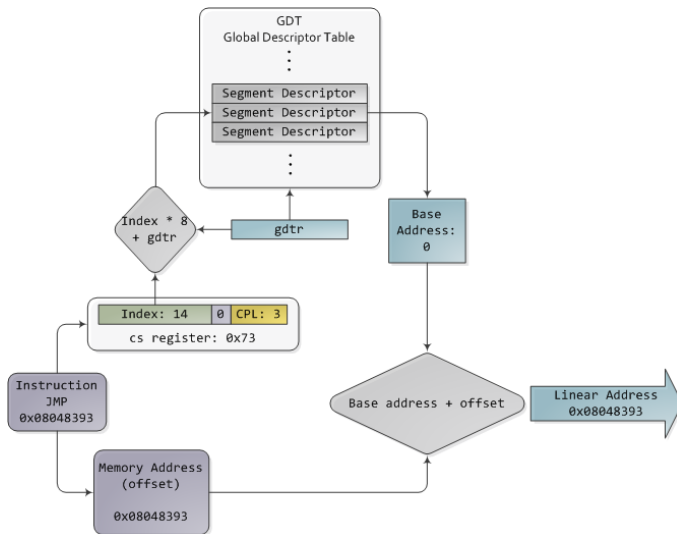 GDT
Global Descriptor Table
Segment Descriptor
Segment Descriptor
Segment Descriptor
Index * 8
+ gdtr
gdtr
Base
Address:
0
Index: 14 0 CPL: 3
cs register: 0x73
Instruction
JMP
0x08048393
Base address + offset
Linear Address
0x08048393
Memory Address
(offset)
0x08048393